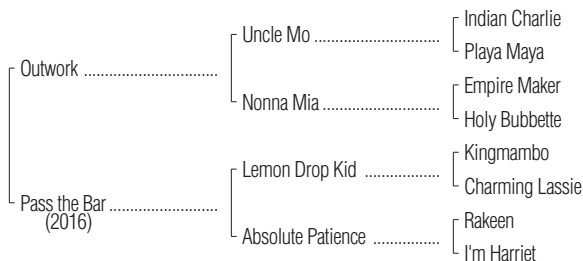 Indian Charlie
Uncle Mo ................................
Playa Maya
Outwork ..................................
Empire Maker
Nonna Mia ..............................
Holy Bubbette
Kingmambo
Lemon Drop Kid ...................
Charming Lassie
Pass the Bar ...........................
(2016)
Rakeen
Absolute Patience .................
I'm Harriet